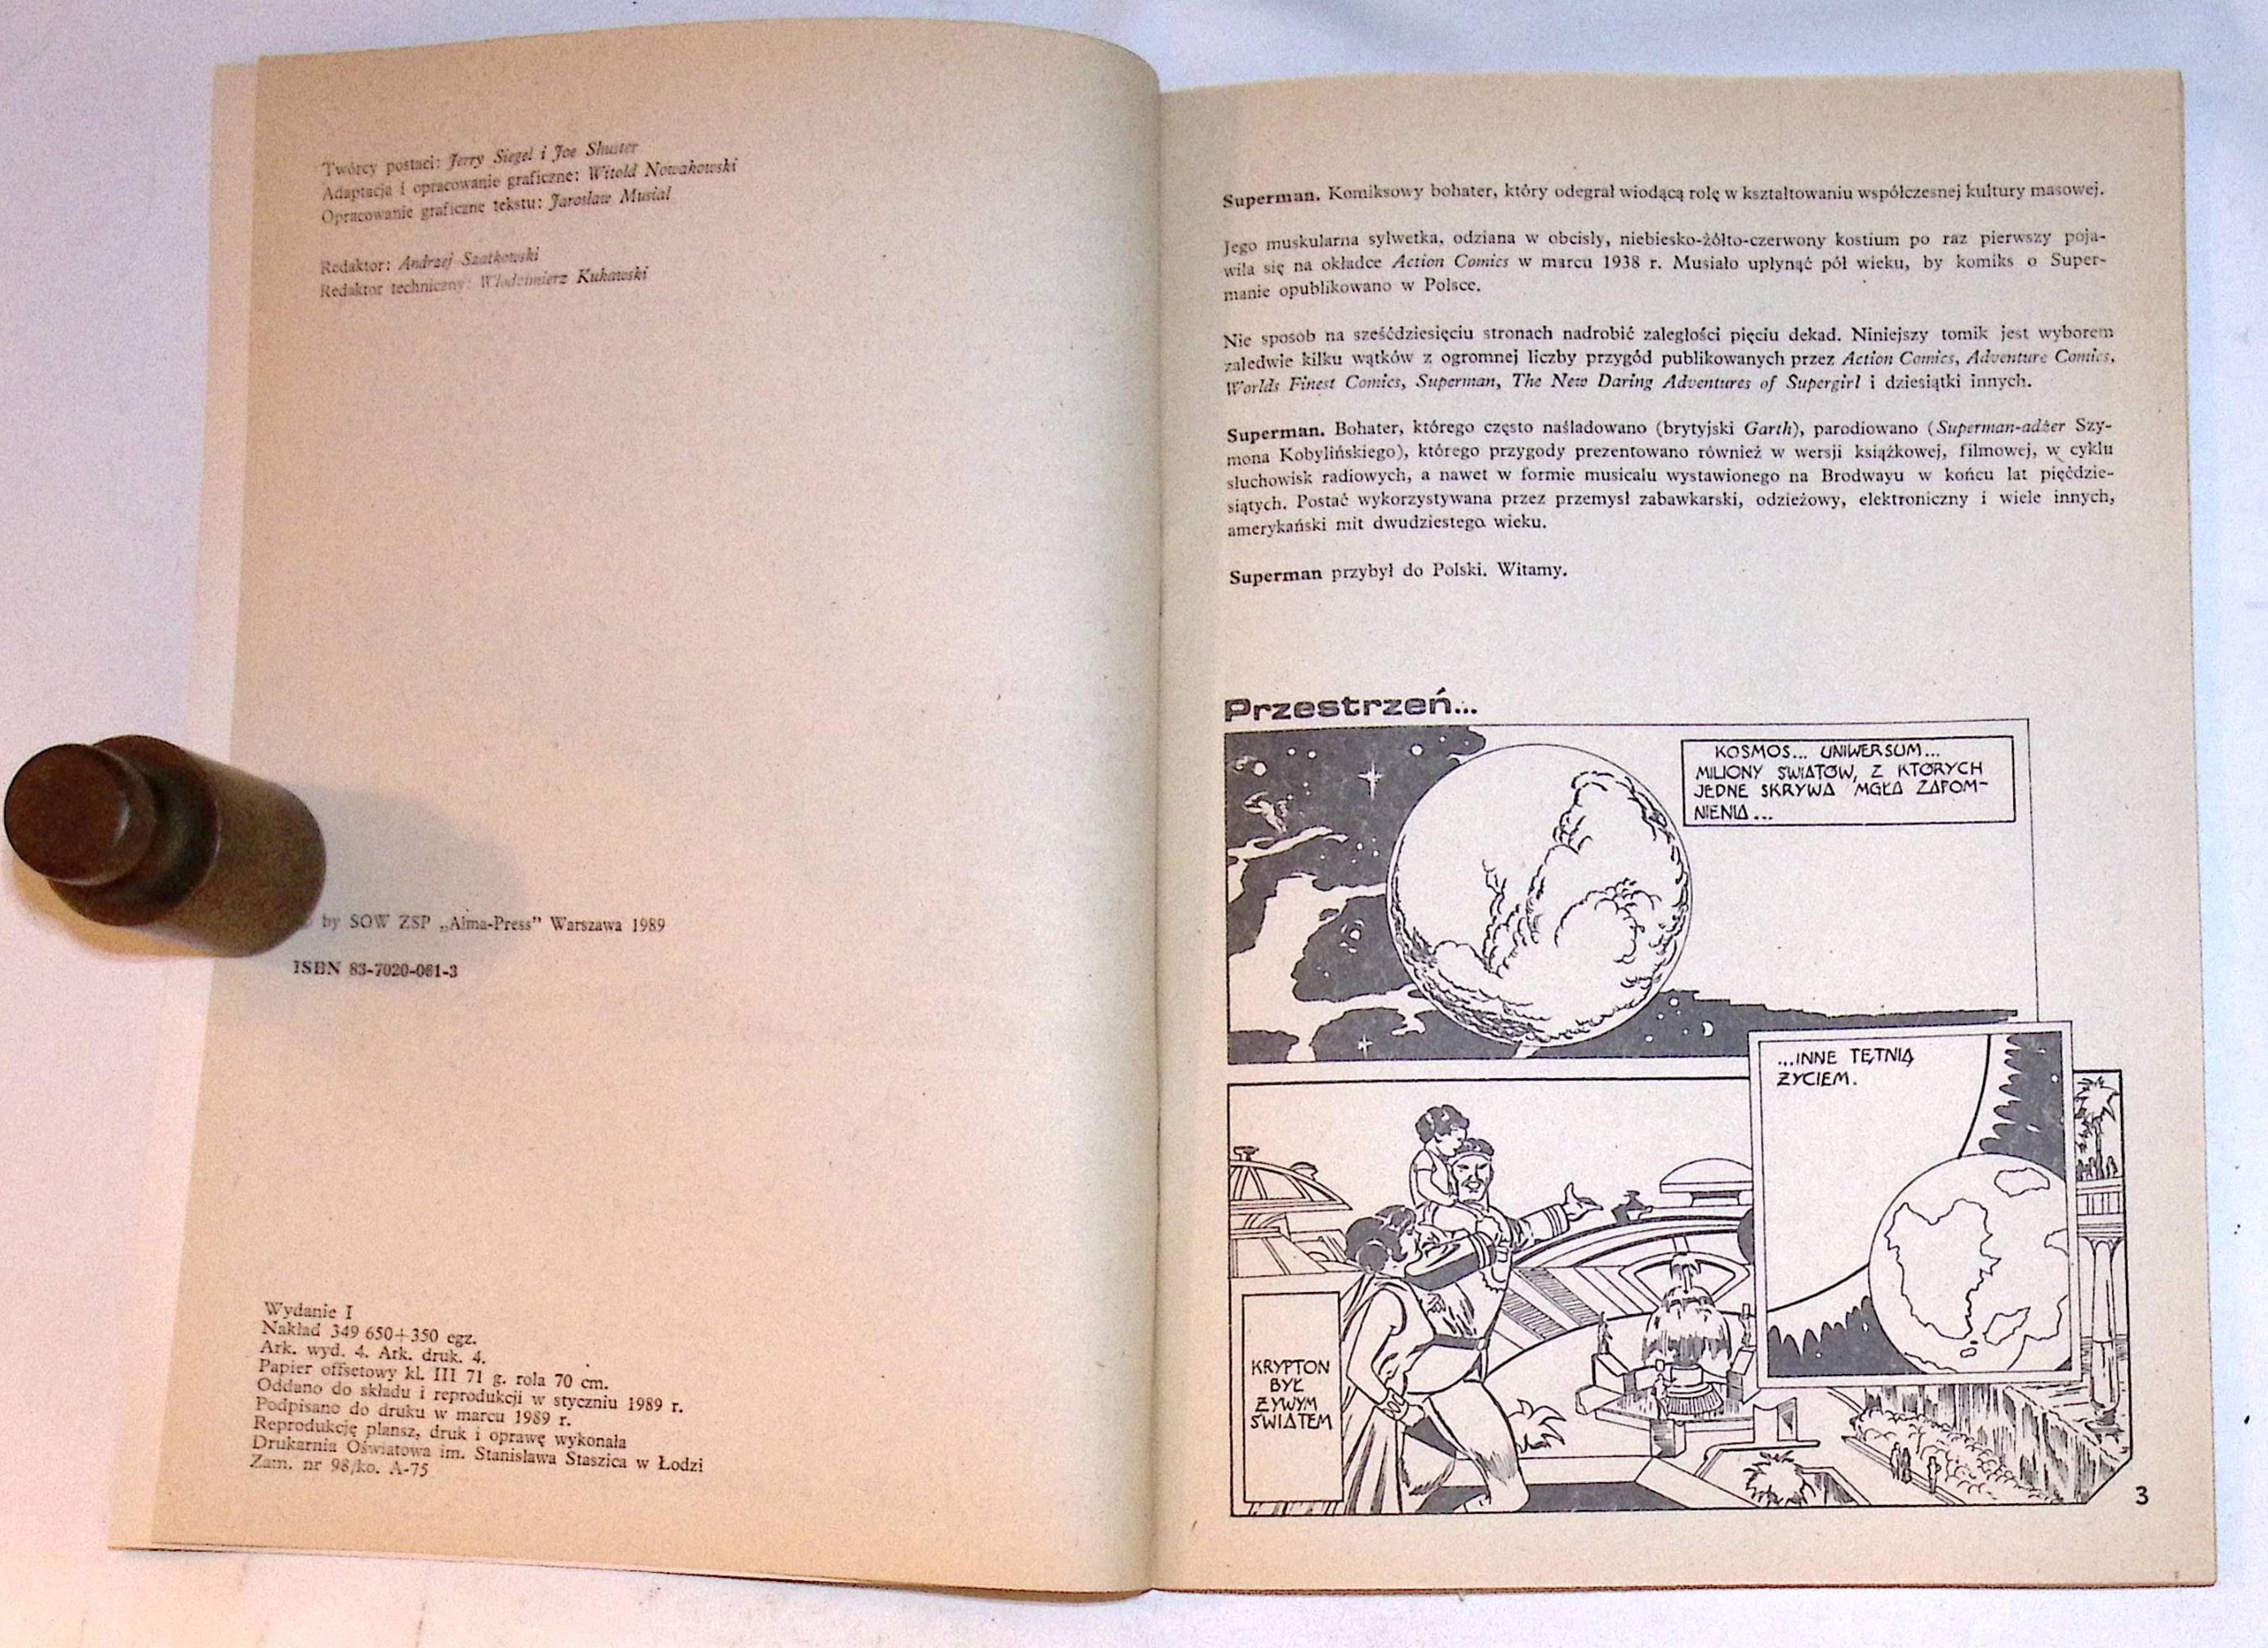 Twórcy postaci: Jerry Siegel i Joe Shuster
Adaptacja i opracowanie graficzne: Witold Nowakowski
Opracowanie graficzne tekstu: Jarosław Musiał
Redaktor: Andrzej Szatkowski
Redaktor techniczny: Włodzimierz Kukawski
by SOW ZSP „Alma-Press” Warszawa 1989
ISBN 83-7020-061-3
Wydanie I
Nakład 349 650+350 egz.
Ark. wyd. 4. Ark. druk. 4.
Papier offsetowy kl. III 71 g. rola 70 cm.
Oddano do składu i reprodukcji w styczniu 1989 r.
Podpisano do druku w marcu 1989 r.
Reprodukcję plansz, druk i oprawę wykonała
Drukarnia Oświatowa im. Stanisława Staszica w Łodzi
Zam. nr 98/ko. A-75
Superman. Komiksowy bohater, który odegrał wiodącą rolę w kształtowaniu współczesnej kultury masowej.
Jego muskularna sylwetka, odziana w obcisły, niebiesko-żółto-czerwony kostium po raz pierwszy poja-
wiła się na okładce Action Comics w marcu 1938 r. Musiało upłynąć pół wieku, by komiks o Super-
manie opublikowano w Polsce.
Nie sposób na sześćdziesięciu stronach nadrobić zaległości pięciu dekad. Niniejszy tomik jest wyborem
zaledwie kilku wątków z ogromnej liczby przygód publikowanych przez Action Comics, Adventure Comics,
Worlds Finest Comics, Superman, The New Daring Adventures of Supergirl i dziesiątki innych.
Superman. Bohater, którego często naśladowano (brytyjski Garth), parodiowano (Superman-adżer Szy-
mona Kobylińskiego), którego przygody prezentowano również w wersji książkowej, filmowej, w cyklu
słuchowisk radiowych, a nawet w formie musicalu wystawionego na Brodwayu w końcu lat pięćdzie-
siątych. Postać wykorzystywana przez przemysł zabawkarski, odzieżowy, elektroniczny i wiele innych,
amerykański mit dwudziestego wieku.
Superman przybył do Polski. Witamy.
Przestrzeń...
KOSMOS... UNIWERSUM...
MILIONY ŚWIATÓW, Z KTÓRYCH
JEDNE SKRYWA MGŁA ZAPOM-
NIENIA...
...INNE TĘTNIĄ
ŻYCIEM.
KRYPTON
BYŁ
ŻYWYM
ŚWIATEM
3